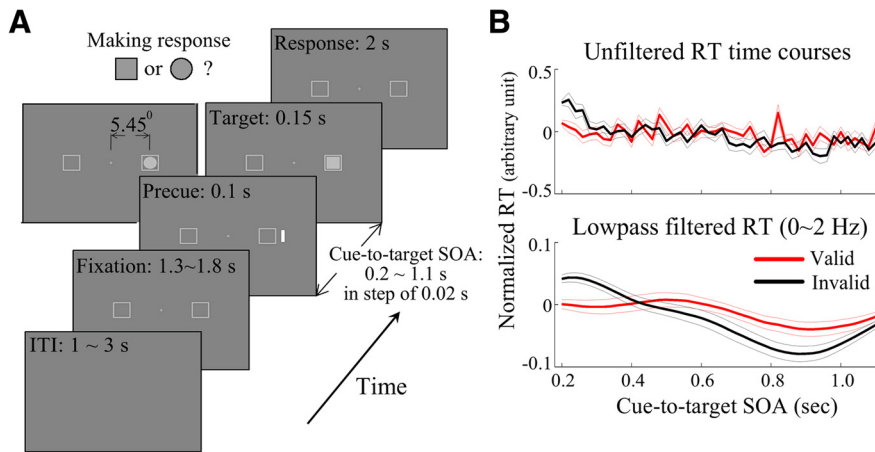 A
Making response
or ?
Response: 2 s
5.45⁰
Target: 0.15 s
Precue: 0.1 s
Cue-to-target SOA:
0.2 ~ 1.1 s
in step of 0.02 s
Fixation: 1.3~1.8 s
ITI: 1 ~ 3 s
Time
B
Unfiltered RT time courses
Normalized RT (arbitrary unit)
0.5
0
-0.5
Lowpass filtered RT (0~2 Hz)
0.1
0
-0.1
Valid
Invalid
0.2 0.4 0.6 0.8 1.0
Cue-to-target SOA (sec)